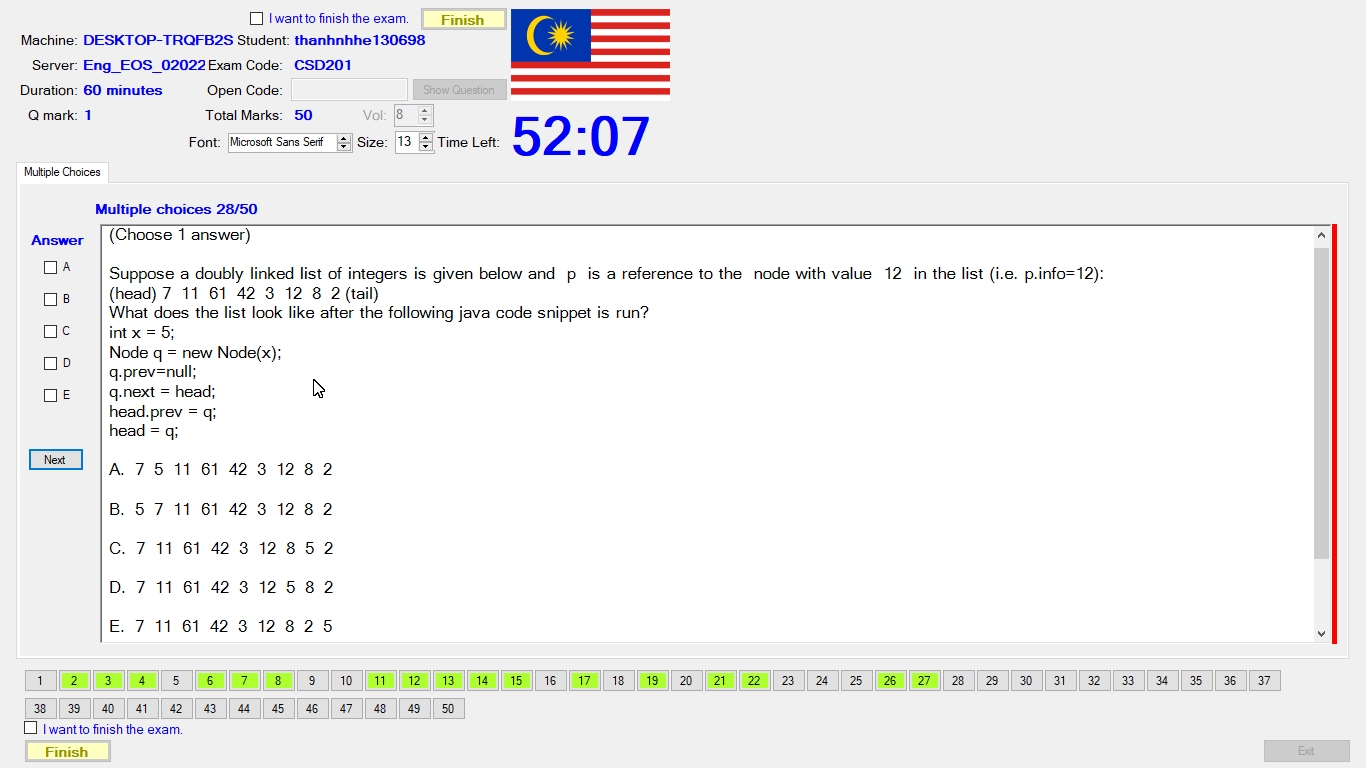 I want to finish the exam. Finish
Machine: DESKTOP-TRQFB2S Student: thanhnhhe130698
Server: Eng_EOS_02022 Exam Code: CSD201
Duration: 60 minutes Open Code: Show Question
Q mark: 1 Total Marks: 50 Vol: 8
Font: Microsoft Sans Serif Size: 13 Time Left: 52:07
Multiple Choices
Multiple choices 28/50
Answer
A
B
C
D
E
Next
(Choose 1 answer)
Suppose a doubly linked list of integers is given below and p is a reference to the node with value 12 in the list (i.e. p.info=12):
(head) 7 11 61 42 3 12 8 2 (tail)
What does the list look like after the following java code snippet is run?
int x = 5;
Node q = new Node(x);
q.prev=null;
q.next = head;
head.prev = q;
head = q;
A. 7 5 11 61 42 3 12 8 2
B. 5 7 11 61 42 3 12 8 2
C. 7 11 61 42 3 12 8 5 2
D. 7 11 61 42 3 12 5 8 2
E. 7 11 61 42 3 12 8 2 5
1 2 3 4 5 6 7 8 9 10 11 12 13 14 15 16 17 18 19 20 21 22 23 24 25 26 27 28 29 30 31 32 33 34 35 36 37
38 39 40 41 42 43 44 45 46 47 48 49 50
I want to finish the exam.
Finish Exit